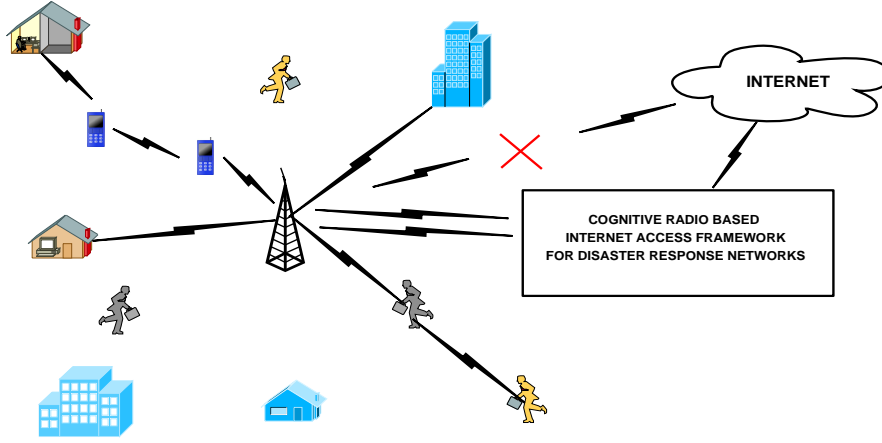 INTERNET
COGNITIVE RADIO BASED
INTERNET ACCESS FRAMEWORK
FOR DISASTER RESPONSE NETWORKS